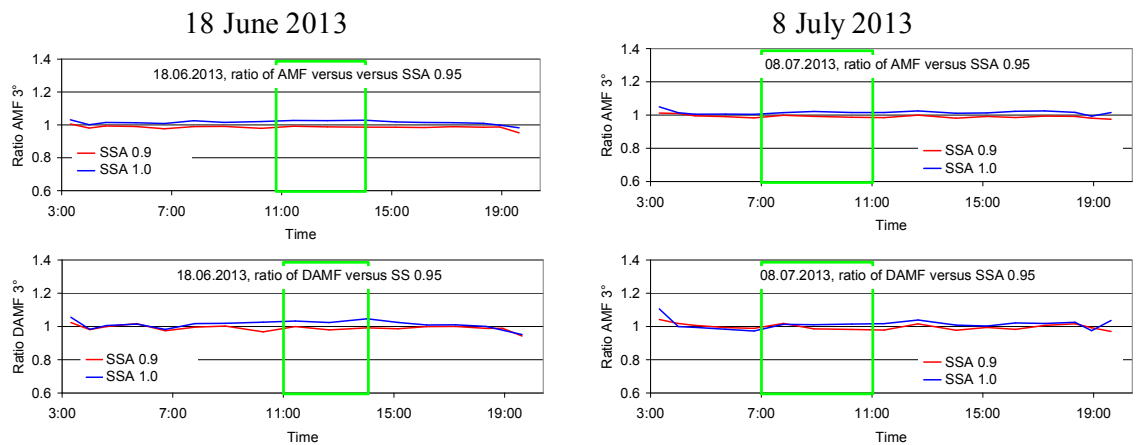 18 June 2013
8 July 2013
18.06.2013, ratio of AMF versus versus SSA 0.95
Ratio AMF 3°
1.4
1.2
1
0.8
0.6
SSA 0.9
SSA 1.0
3:00 7:00 11:00 15:00 19:00
Time
08.07.2013, ratio of AMF versus SSA 0.95
Ratio AMF 3°
1.4
1.2
1
0.8
0.6
SSA 0.9
SSA 1.0
3:00 7:00 11:00 15:00 19:00
Time
18.06.2013, ratio of DAMF versus SS 0.95
Ratio DAMF 3°
1.4
1.2
1
0.8
0.6
SSA 0.9
SSA 1.0
3:00 7:00 11:00 15:00 19:00
Time
08.07.2013, ratio of DAMF versus SSA 0.95
Ratio AMF 3°
1.4
1.2
1
0.8
0.6
SSA 0.9
SSA 1.0
3:00 7:00 11:00 15:00 19:00
Time